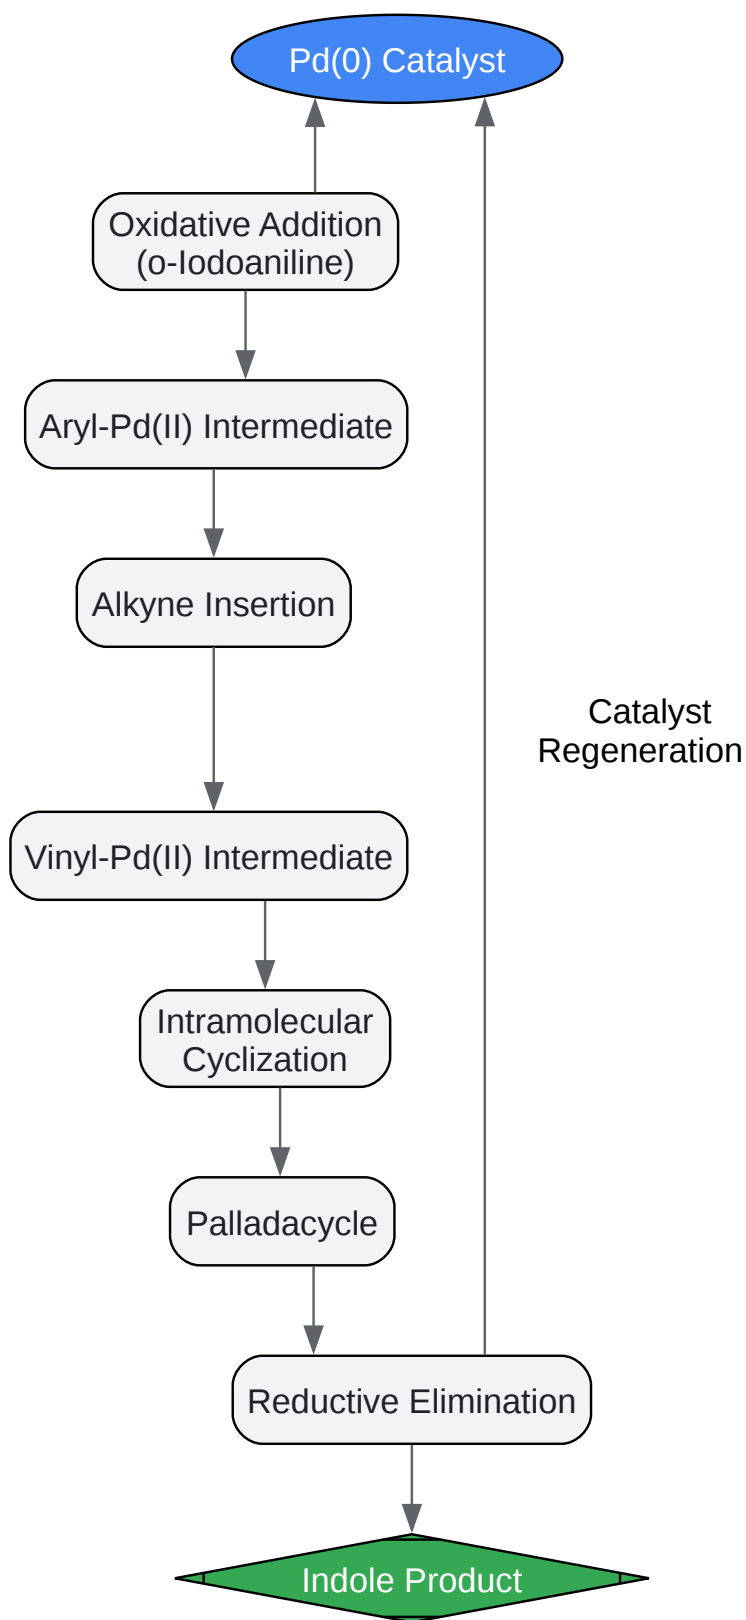 Pd(0) Catalyst
Oxidative Addition
(o-Iodoaniline)
Aryl-Pd(II) Intermediate
Alkyne Insertion
Catalyst
Regeneration
Vinyl-Pd(II) Intermediate
Intramolecular
Cyclization
Palladacycle
Reductive Elimination
Indole Product